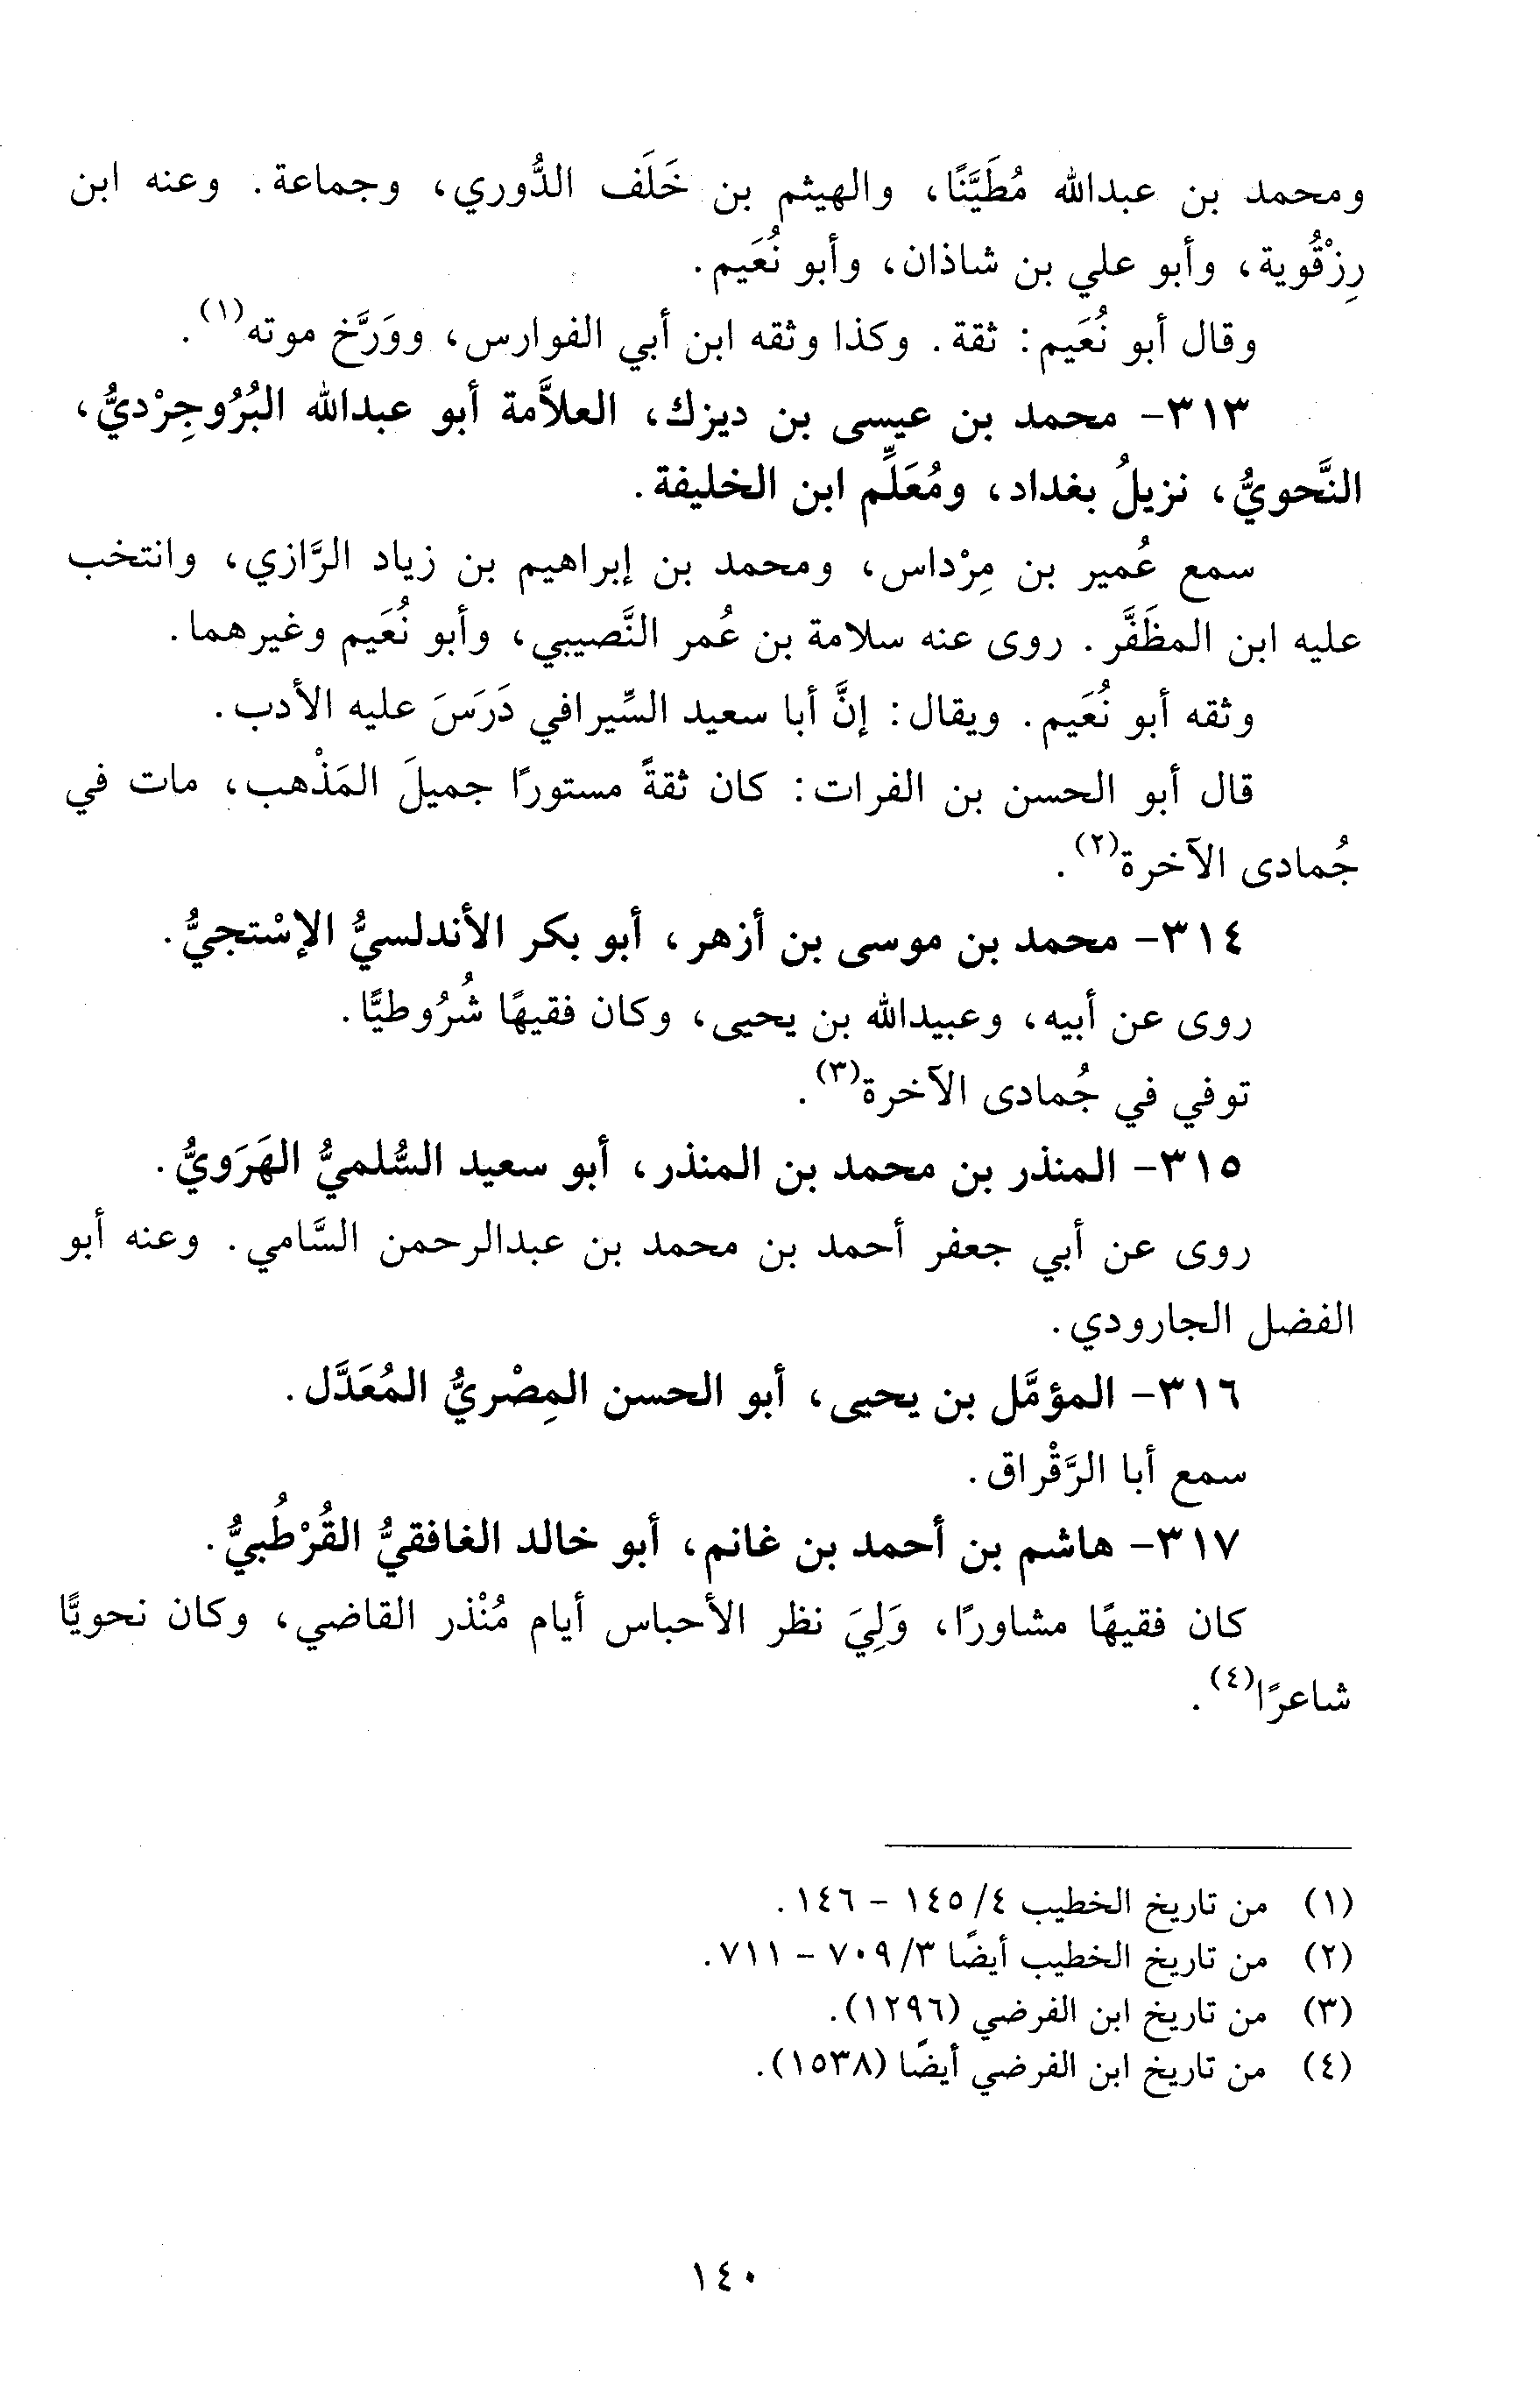 ومحمد بن عبدالله مُطَيَّنًا، والهيثم بن خَلَف الدُّوري، وجماعة. وعنه ابن
رِزْقُوية، وأبو علي بن شاذان، وأبو نُعَيم.
وقال أبو نُعَيم: ثقة. وكذا وثقه ابن أبي الفوارس، ووَرَّخ موته(١).
٣١٣- محمد بن عيسى بن ديزك، العلاَّمة أبو عبدالله البُرُوجِرْديُّ،
النَّحويُّ، نزيلُ بغداد، ومُعَلِّم ابن الخليفة.
سمع عُمير بن مِرْداس، ومحمد بن إبراهيم بن زياد الرَّازي، وانتخب
عليه ابن المظَفَّر. روى عنه سلامة بن عُمر النَّصيبي، وأبو نُعَيم وغيرهما.
وثقه أبو نُعَيم. ويقال: إنَّ أبا سعيد السِّيرافي دَرَسَ عليه الأدب.
قال أبو الحسن بن الفرات: كان ثقةً مستورًا جميلَ المَذْهب، مات في
جُمادى الآخرة(٢).
٣١٤- محمد بن موسى بن أزهر، أبو بكر الأندلسيُّ الإسْتجيُّ.
روى عن أبيه، وعبيدالله بن يحيى، وكان فقيهًا شُرُوطيًّا.
توفي في جُمادى الآخرة(٣).
٣١٥- المنذر بن محمد بن المنذر، أبو سعيد السُّلميُّ الهَرَويُّ.
روى عن أبي جعفر أحمد بن محمد بن عبدالرحمن السَّامي. وعنه أبو
الفضل الجارودي.
٣١٦- المؤمَّل بن يحيى، أبو الحسن المِصْريُّ المُعَدَّل.
سمع أبا الرَّقْراق.
٣١٧- هاشم بن أحمد بن غانم، أبو خالد الغافقيُّ القُرْطُبيُّ.
كان فقيهًا مشاورًا، وَلِيَ نظر الأحباس أيام مُنْذر القاضي، وكان نحويًّا
شاعرًا(٤).
(١) من تاريخ الخطيب ٤/ ١٤٥ - ١٤٦.
(٢) من تاريخ الخطيب أيضًا ٣/ ٧٠٩ - ٧١١.
(٣) من تاريخ ابن الفرضي (١٢٩٦).
(٤) من تاريخ ابن الفرضي أيضًا (١٥٣٨).
١٤٠